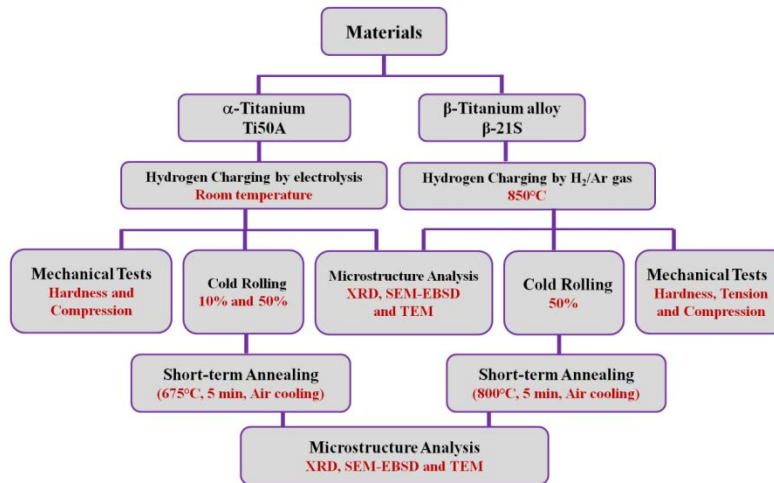 Materials
α-Titanium
Ti50A
β-Titanium alloy
β-21S
Hydrogen Charging by electrolysis
Room temperature
Hydrogen Charging by H₂/Ar gas
850°C
Mechanical Tests
Hardness and
Compression
Cold Rolling
10% and 50%
Microstructure Analysis
XRD, SEM-EBSD
and TEM
Cold Rolling
50%
Mechanical Tests
Hardness, Tension
and Compression
Short-term Annealing
(675°C, 5 min, Air cooling)
Short-term Annealing
(800°C, 5 min, Air cooling)
Microstructure Analysis
XRD, SEM-EBSD and TEM